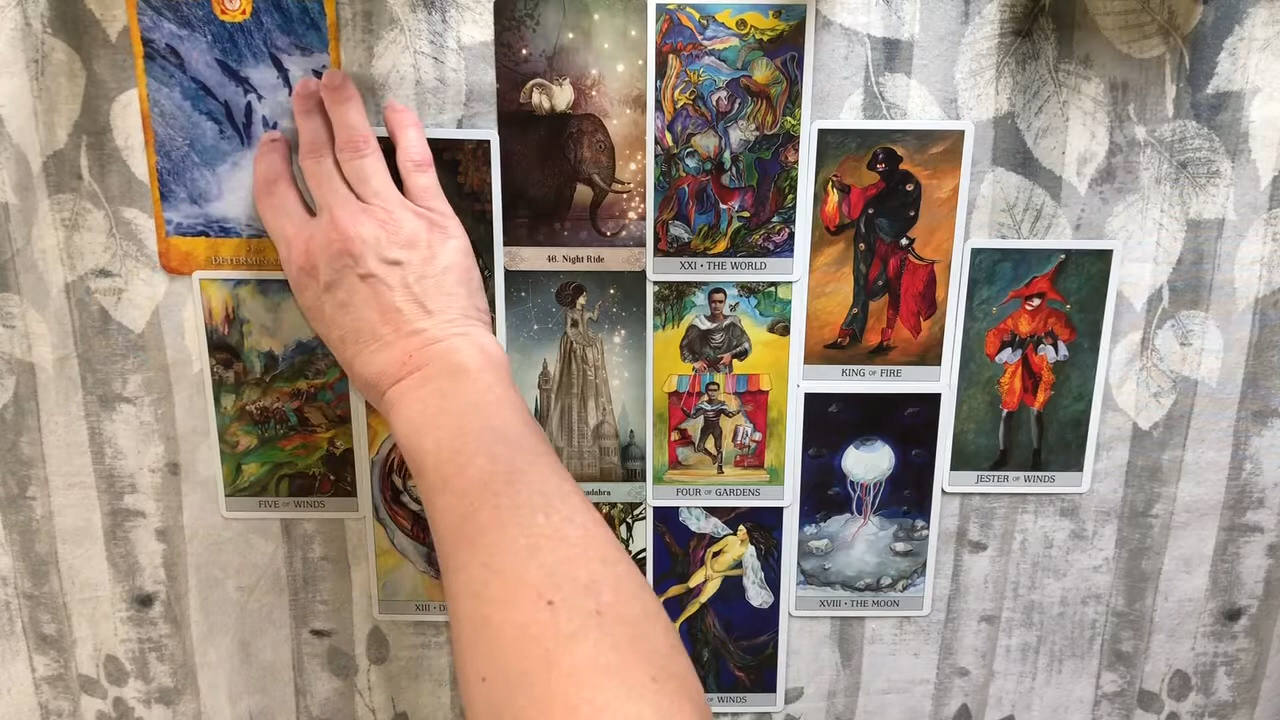 DETERMINA
46. Night Ride
XXI • THE WORLD
KING OF FIRE
FIVE OF WINDS
adabra
FOUR OF GARDENS
JESTER OF WINDS
XIII • D
XVIII • THE MOON
OF WINDS